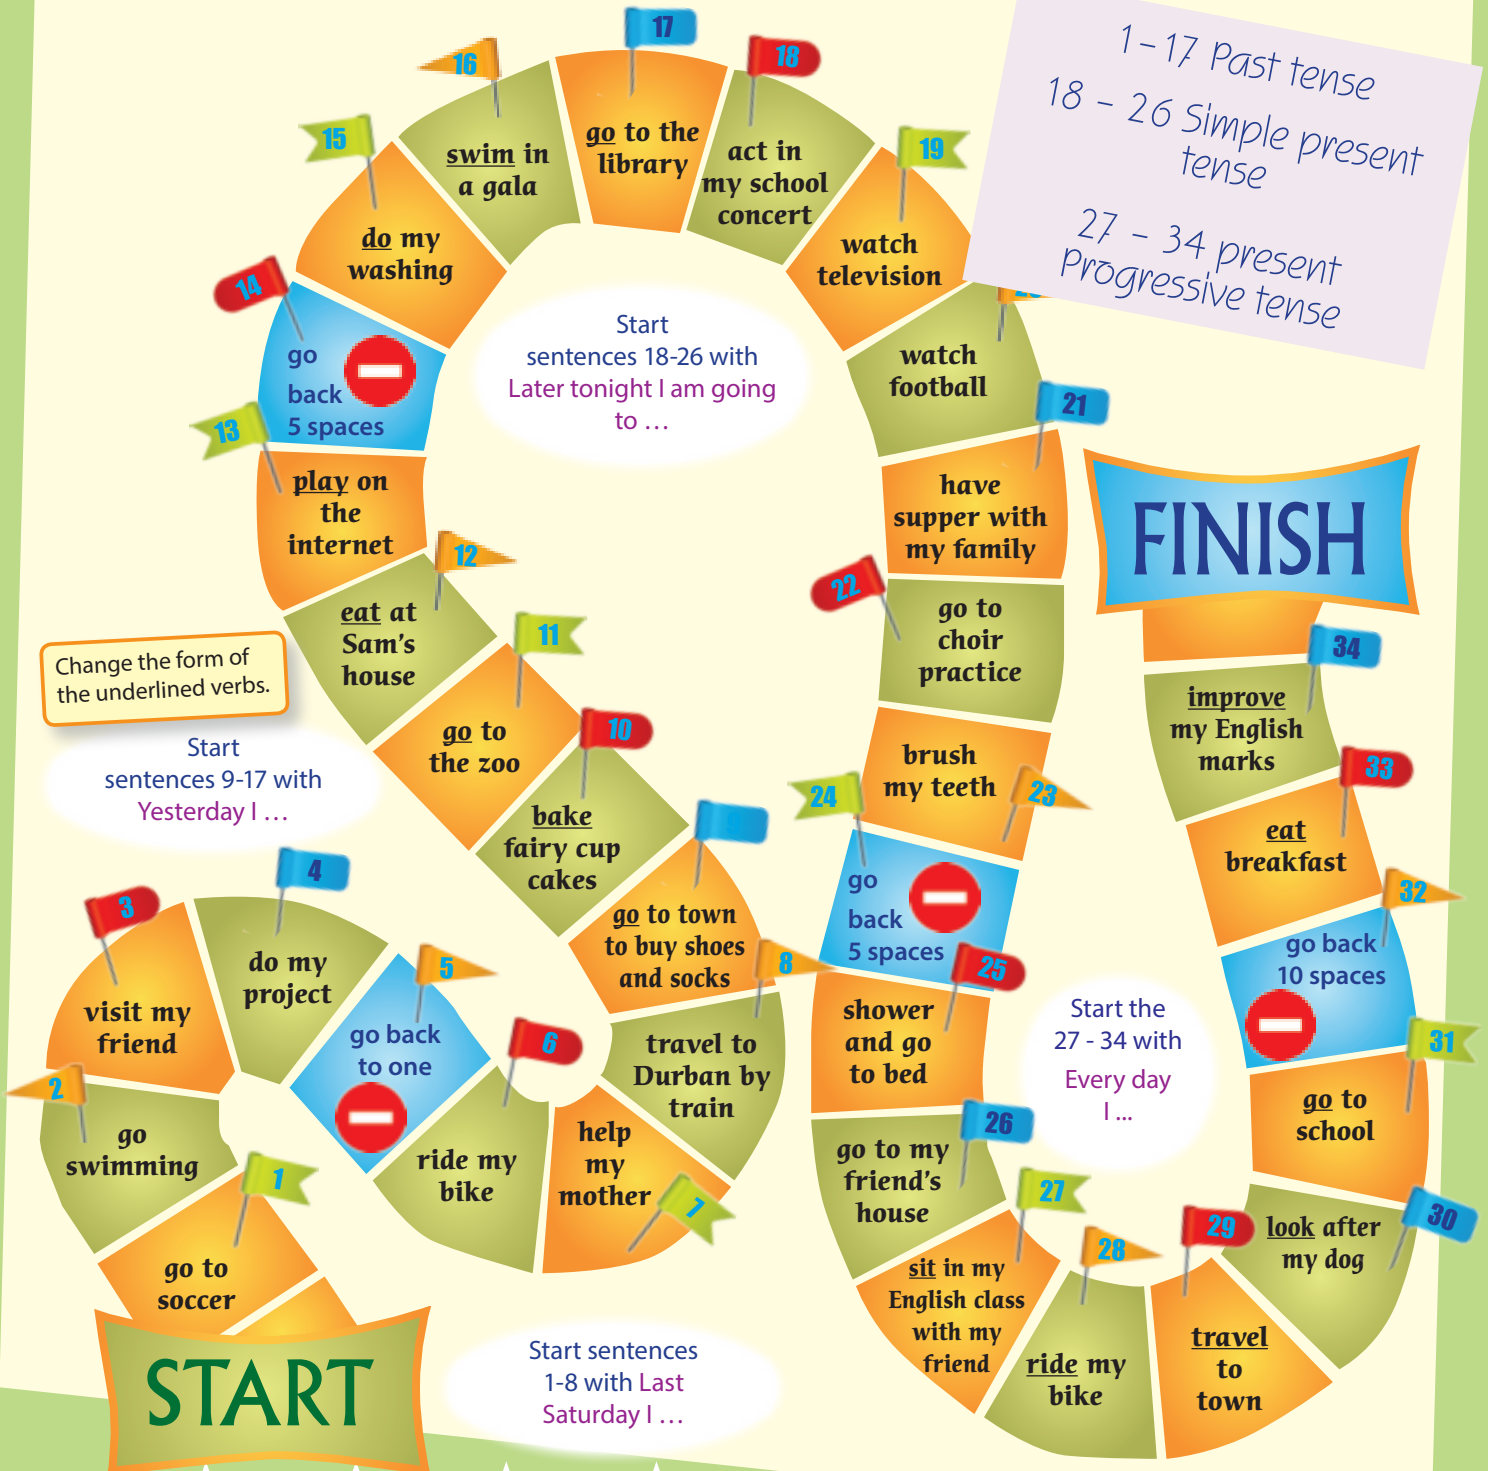 1 – 17 Past tense
18 – 26 Simple present
tense
27 – 34 present
Progressive tense
START
1
go to
soccer
2
go
swimming
3
visit my
friend
4
do my
project
5
go back
to one
6
ride my
bike
7
help
my
mother
8
travel to
Durban by
train
Start sentences
1-8 with Last
Saturday I …
9
go to town
to buy shoes
and socks
10
bake
fairy cup
cakes
11
go to
the zoo
12
eat at
Sam's
house
13
play on
the
internet
14
go
back
5 spaces
15
do my
washing
16
swim in
a gala
17
go to the
library
Change the form of
the underlined verbs.
Start
sentences 9-17 with
Yesterday I …
18
act in
my school
concert
19
watch
television
watch
football
21
have
supper with
my family
22
go to
choir
practice
23
brush
my teeth
24
go
back
5 spaces
25
shower
and go
to bed
26
go to my
friend's
house
Start
sentences 18-26 with
Later tonight I am going
to …
27
sit in my
English class
with my
friend
28
ride my
bike
29
travel
to
town
30
look after
my dog
31
go to
school
32
go back
10 spaces
33
eat
breakfast
34
improve
my English
marks
Start the
27 - 34 with
Every day
I ...
FINISH